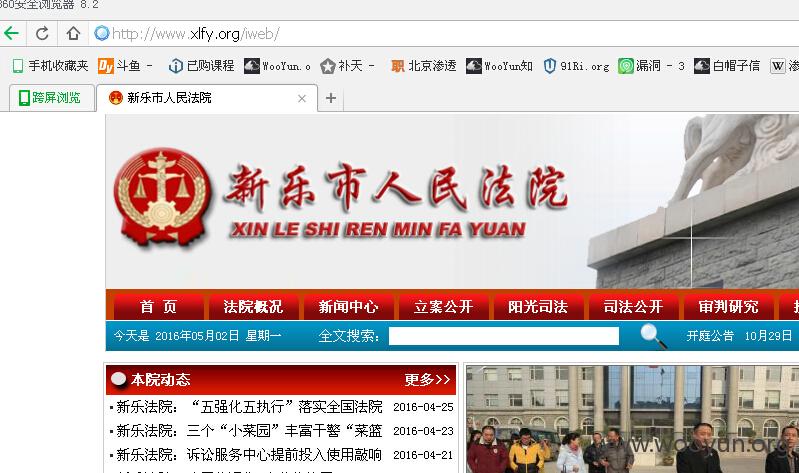 360安全浏览器 8.2
http://www.xlfy.org/iweb/
手机收藏夹 斗鱼 - 已购课程 WooYun.o 补天 - 北京渗透 WooYun知 91Ri.org 漏洞 - 3 白帽子信 渗
跨屏浏览 新乐市人民法院
新乐市人民法院
XIN LE SHI REN MIN FA YUAN
首 页 法院概况 新闻中心 立案公开 阳光司法 司法公开 审判研究
今天是 2016年05月02日 星期一 全文搜索: 开庭公告 10月29日
本院动态 更多>>
新乐法院：“五强化五执行”落实全国法院 2016-04-25
新乐法院：三个“小菜园”丰富干警“菜篮 2016-04-23
新乐法院：诉讼服务中心提前投入使用敲响 2016-04-21
www.wooyun.org